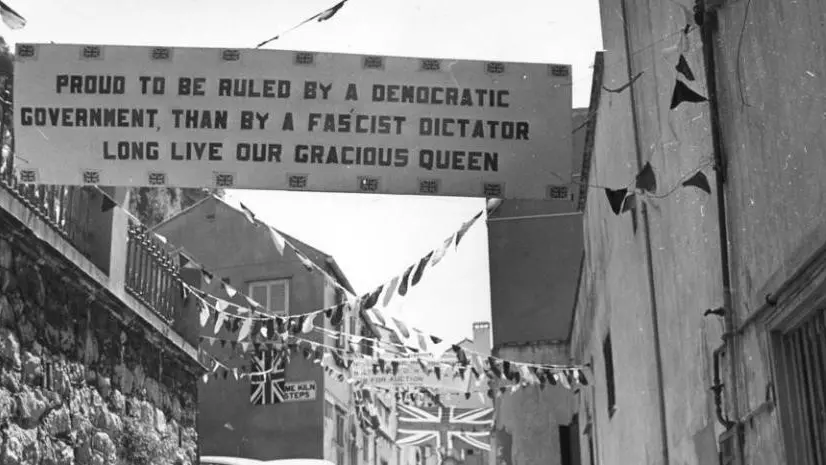 PROUD TO BE RULED BY A DEMOCRATIC
GOVERNMENT, THAN BY A FASCIST DICTATOR
LONG LIVE OUR GRACIOUS QUEEN
ME KILN
STEPS
FOR AUCTION